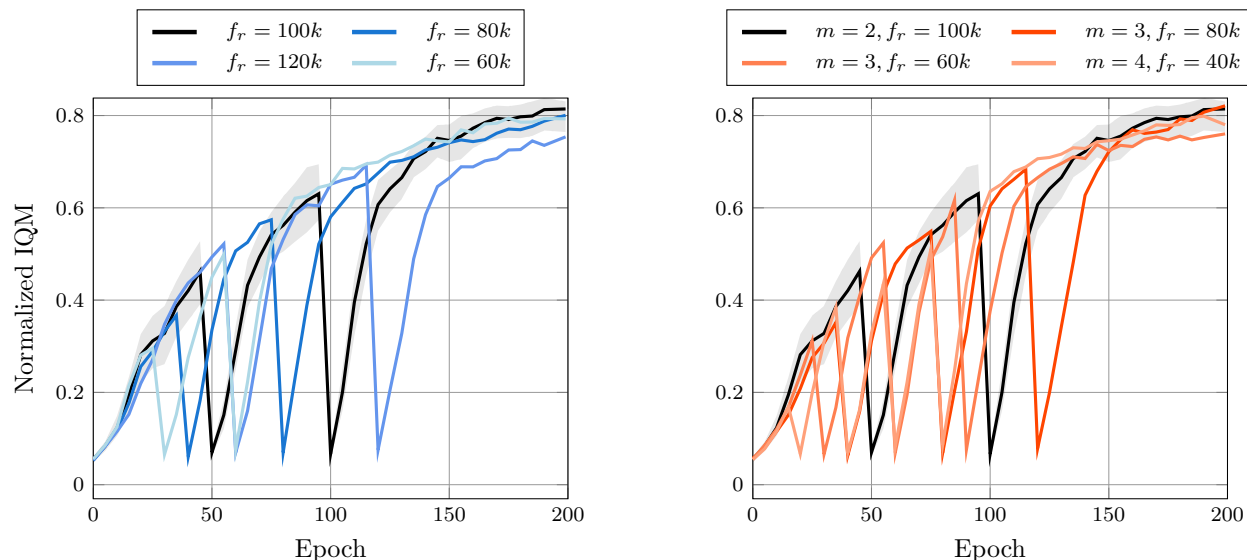 f_r = 100k f_r = 80k
f_r = 120k f_r = 60k
Normalized IQM
0.8
0.6
0.4
0.2
0
0 50 100 150 200
Epoch
m = 2, f_r = 100k m = 3, f_r = 80k
m = 3, f_r = 60k m = 4, f_r = 40k
0.8
0.6
0.4
0.2
0
0 50 100 150 200
Epoch